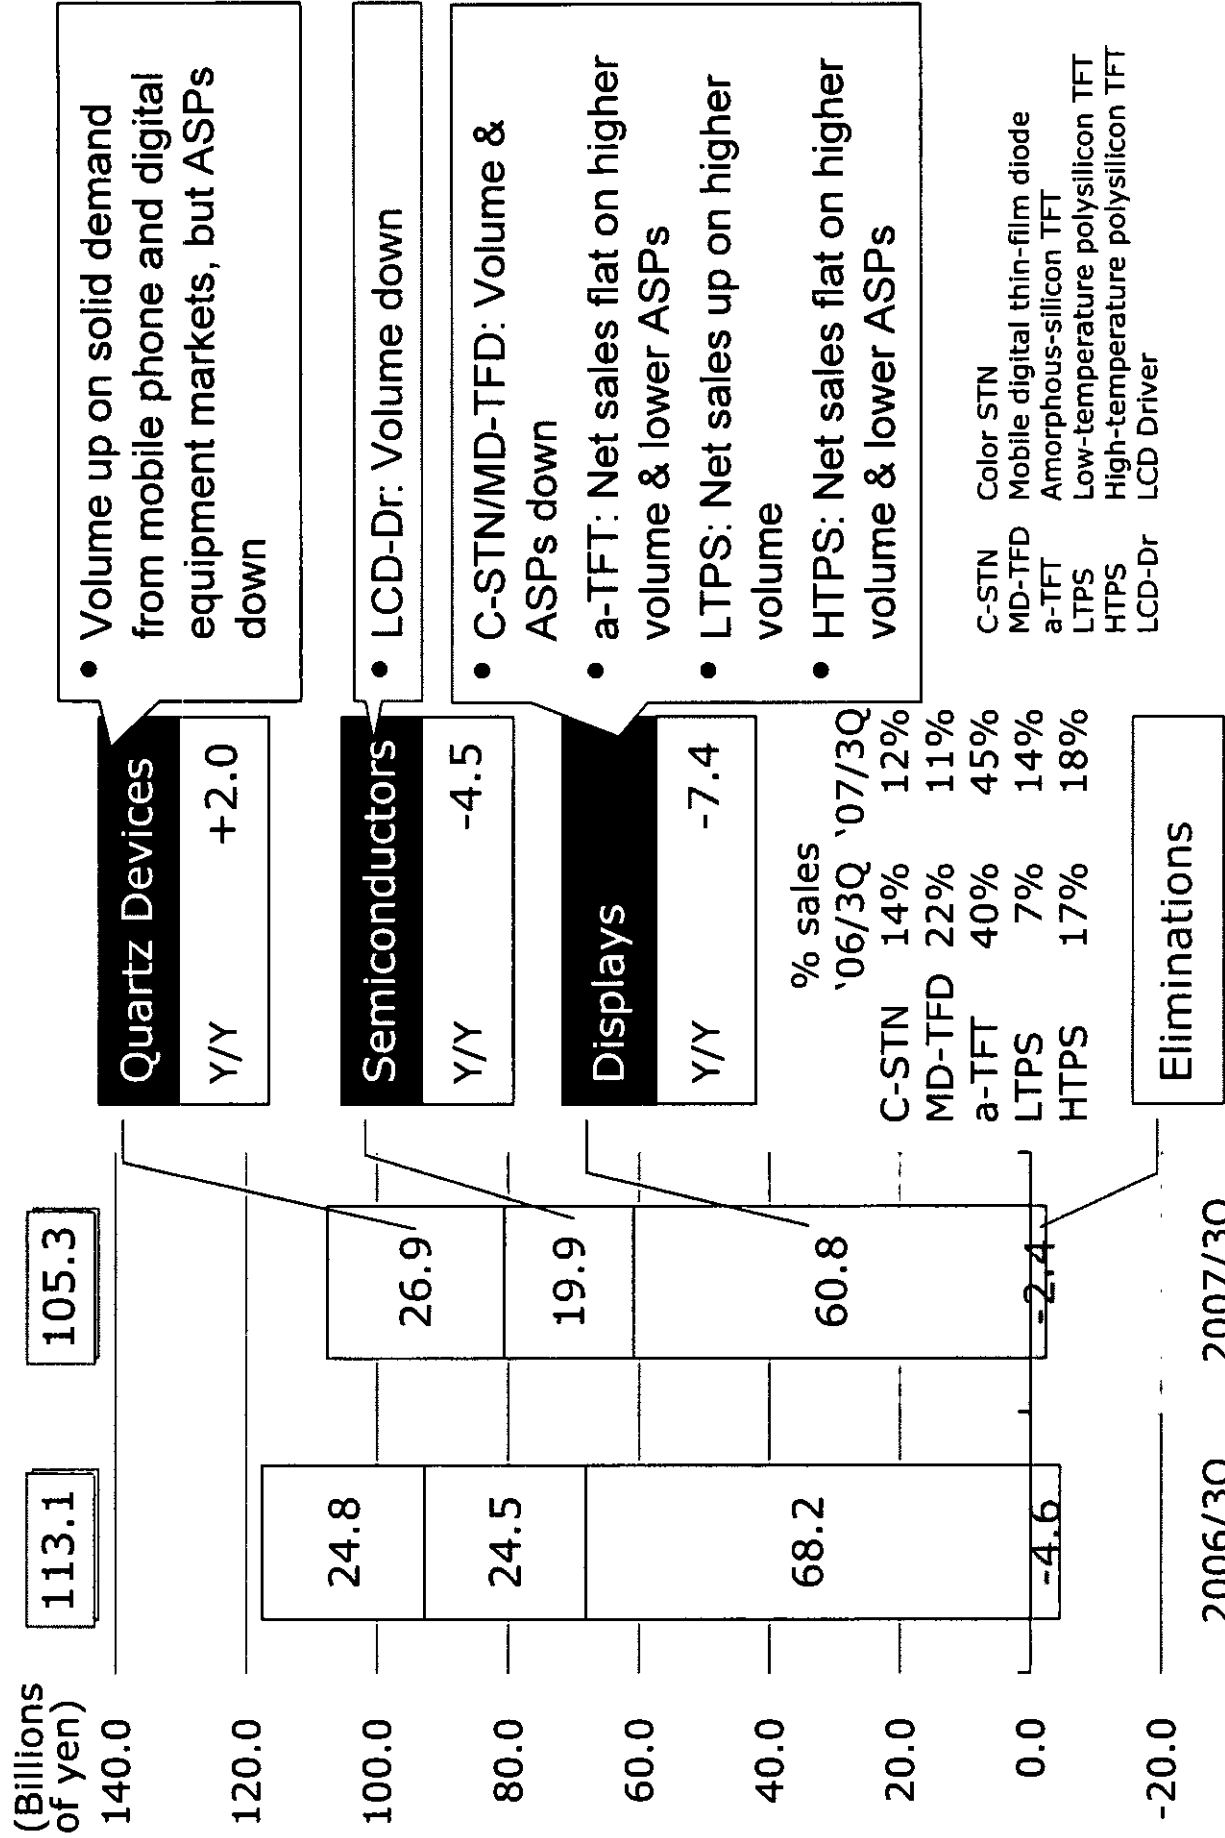 (Billions
of yen)
140.0
120.0
100.0
80.0
60.0
40.0
20.0
0.0
-20.0
113.1
24.8
24.5
68.2
-4.6
2006/3Q
105.3
26.9
19.9
60.8
-2.4
2007/3Q
Quartz Devices
Y/Y +2.0
Semiconductors
Y/Y -4.5
Displays
Y/Y -7.4
% sales
'06/3Q '07/3Q
C-STN 14% 12%
MD-TFD 22% 11%
a-TFT 40% 45%
LTPS 7% 14%
HTPS 17% 18%
Eliminations
• Volume up on solid demand
from mobile phone and digital
equipment markets, but ASPs
down
• LCD-Dr: Volume down
• C-STN/MD-TFD: Volume &
ASPs down
• a-TFT: Net sales flat on higher
volume & lower ASPs
• LTPS: Net sales up on higher
volume
• HTPS: Net sales flat on higher
volume & lower ASPs
C-STN Color STN
MD-TFD Mobile digital thin-film diode
a-TFT Amorphous-silicon TFT
LTPS Low-temperature polysilicon TFT
HTPS High-temperature polysilicon TFT
LCD-Dr LCD Driver